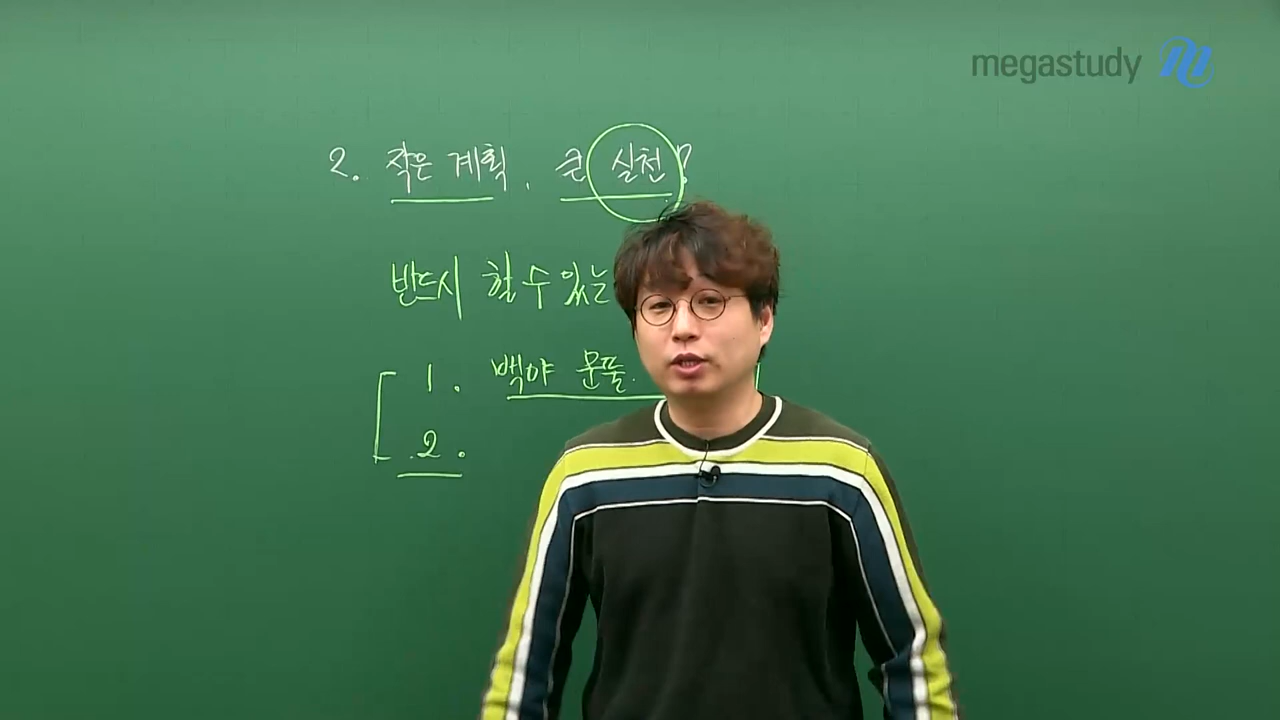 megastudy
2. 작은 계획, 큰 실천?
반드시 할 수 있는
1. 백야 문풀.
2.